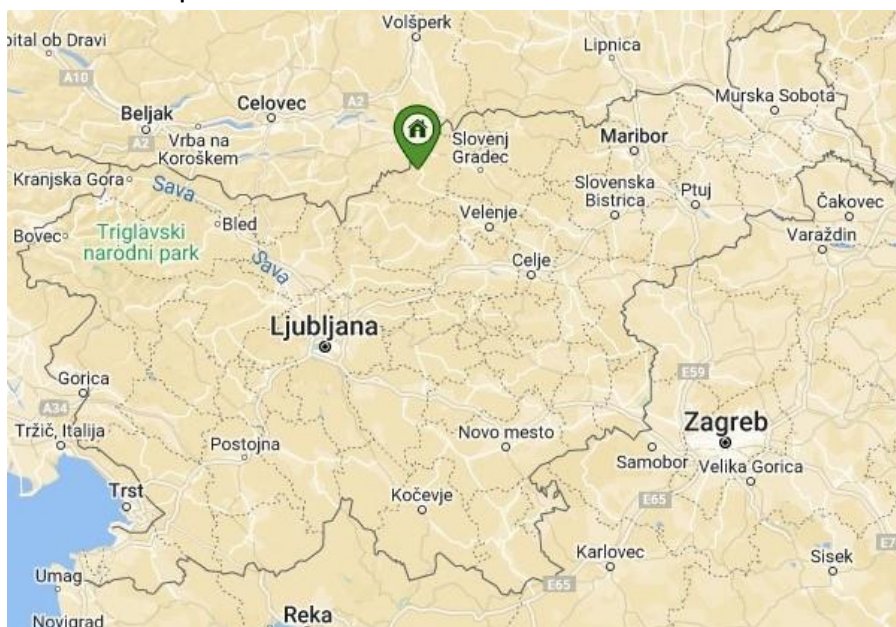 Volšperk
Lipnica
pital ob Dravi
A10
Murska Sobota
Celovec
A2
Beljak
A2
Vrba na
Koroškem
Slovenj
Gradec
Maribor
Kranjska Gora
Sava
Slovenska
Bistrica
Ptuj
Čakovec
Bovec
Triglavski
narodni park
Bled
Velenje
Varaždin
Sava
Celje
Ljubljana
Gorica
E59
A34
Tržič, Italija
Postojna
Novo mesto
Zagreb
Samobor
Velika Gorica
Trst
Kočevje
E65
Karlovec
Sisek
E7
Umag
E65
Reka
Novigrad